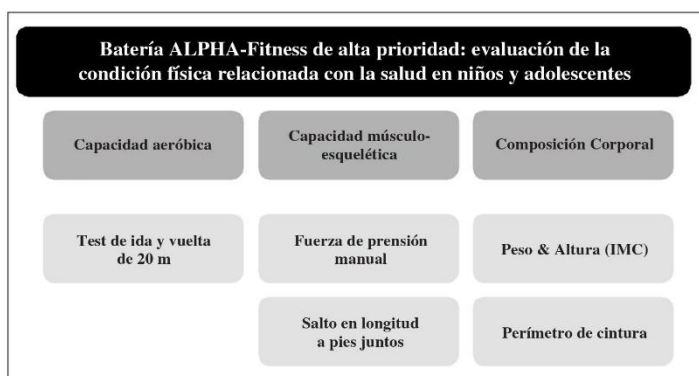 Batería ALPHA-Fitness de alta prioridad: evaluación de la
condición física relacionada con la salud en niños y adolescentes
Capacidad aeróbica
Capacidad músculo-
esquelética
Composición Corporal
Test de ida y vuelta
de 20 m
Fuerza de prensión
manual
Peso & Altura (IMC)
Salto en longitud
a pies juntos
Perímetro de cintura